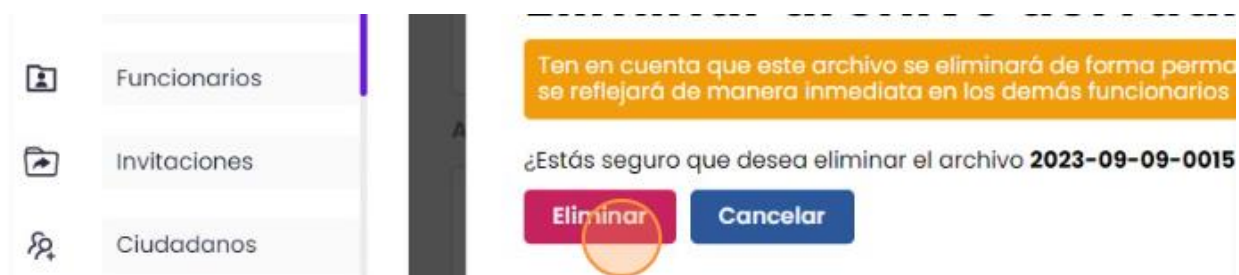 Funcionarios
Invitaciones
Ciudadanos
Ten en cuenta que este archivo se eliminará de forma perma
se reflejará de manera inmediata en los demás funcionarios
¿Estás seguro que desea eliminar el archivo 2023-09-09-0015
Eliminar
Cancelar